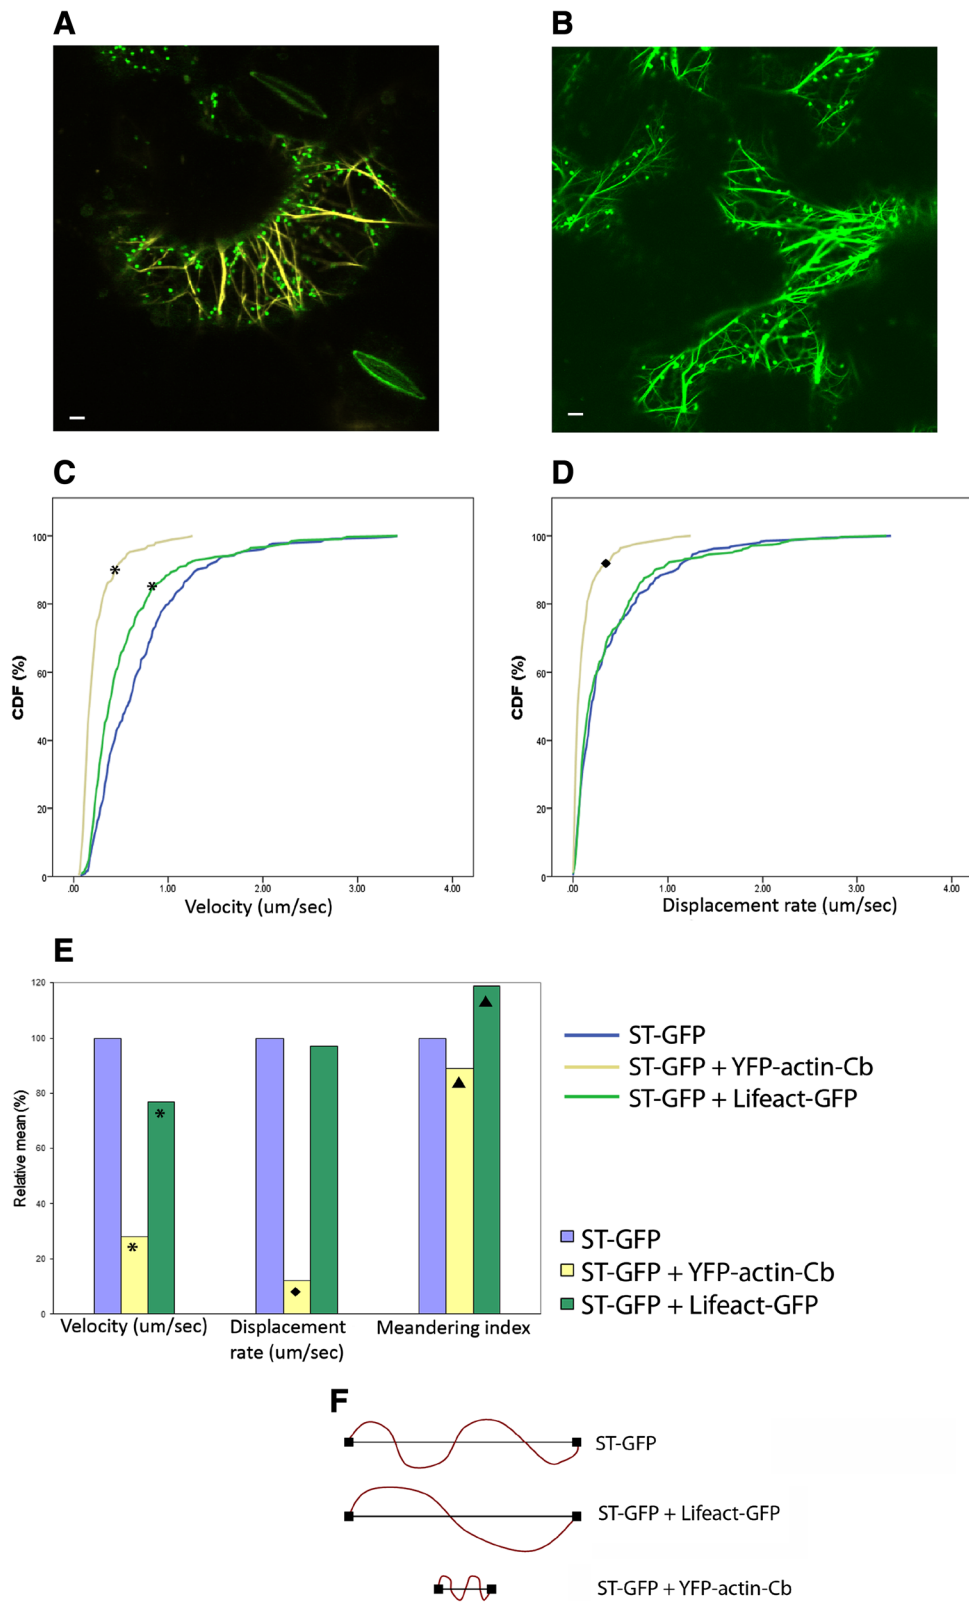 A
B
C
D
100
80
60
40
20
0
CDF (%)
.00 1.00 2.00 3.00 4.00
Velocity (um/sec)
100
80
60
40
20
0
CDF (%)
.00 1.00 2.00 3.00 4.00
Displacement rate (um/sec)
E
120
100
80
60
40
20
0
Relative mean (%)
Velocity (um/sec)
Displacement
rate (um/sec)
Meandering index
ST-GFP
ST-GFP + YFP-actin-Cb
ST-GFP + Lifeact-GFP
ST-GFP
ST-GFP + YFP-actin-Cb
ST-GFP + Lifeact-GFP
F
ST-GFP
ST-GFP + Lifeact-GFP
ST-GFP + YFP-actin-Cb